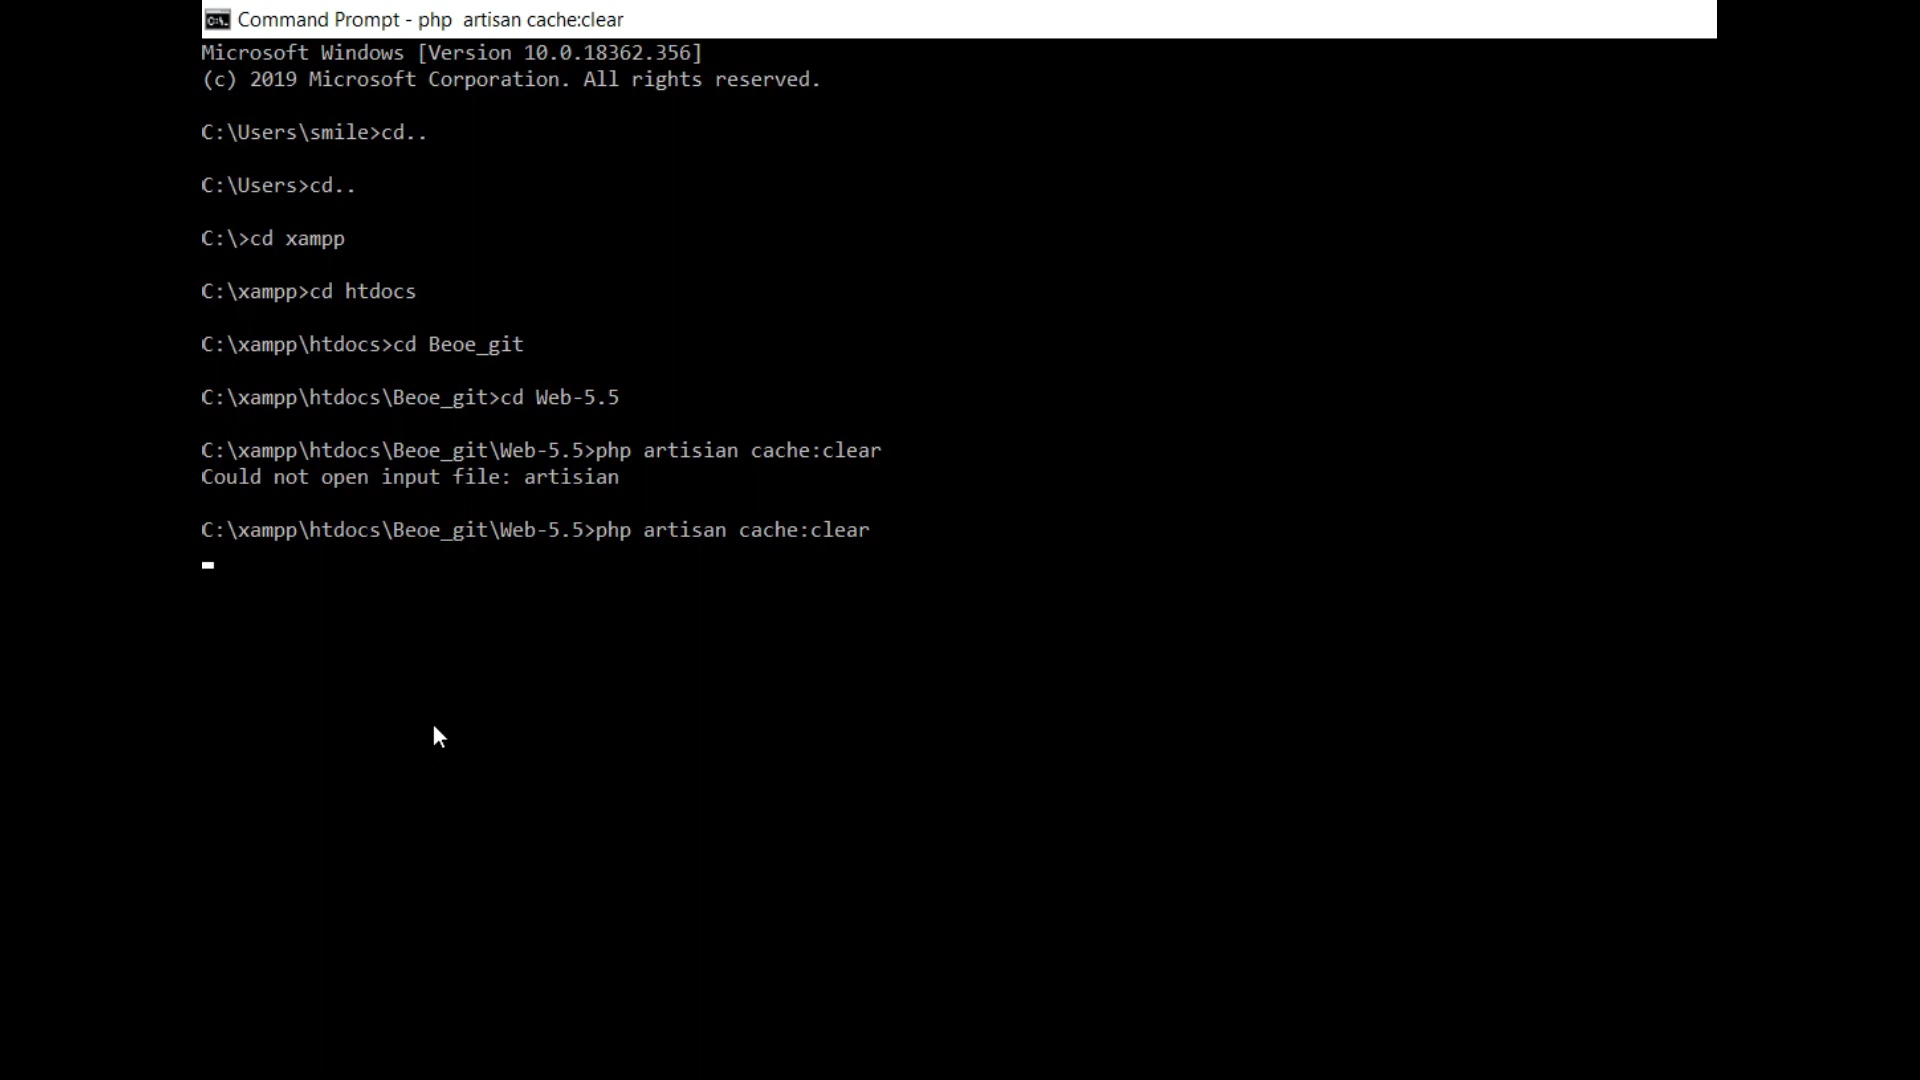 Command Prompt - php  artisan cache:clear
Microsoft Windows [Version 10.0.18362.356]
(c) 2019 Microsoft Corporation. All rights reserved.
C:\Users\smile>cd..
C:\Users>cd..
C:\>cd xampp
C:\xampp>cd htdocs
C:\xampp\htdocs>cd Beoe_git
C:\xampp\htdocs\Beoe_git>cd Web-5.5
C:\xampp\htdocs\Beoe_git\Web-5.5>php artisian cache:clear
Could not open input file: artisian
C:\xampp\htdocs\Beoe_git\Web-5.5>php artisan cache:clear